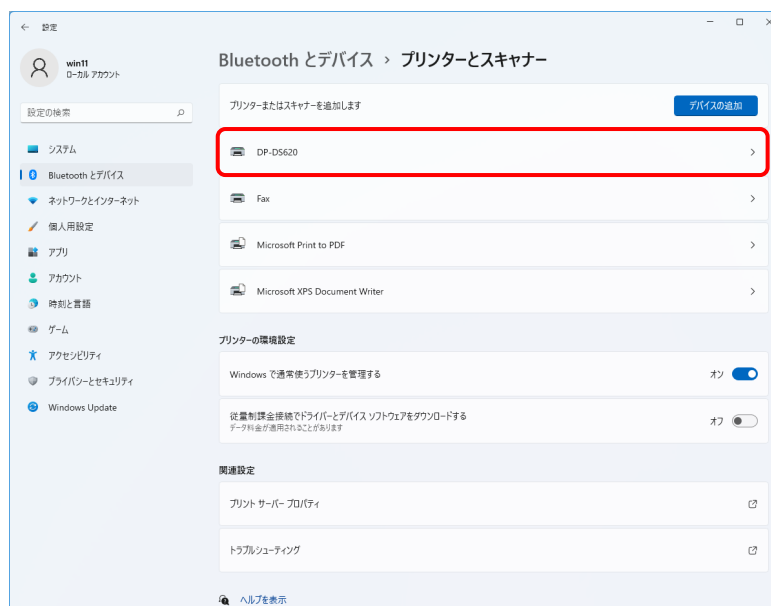 設定
win11
ローカル アカウント
設定の検索
システム
Bluetooth とデバイス
ネットワークとインターネット
個人用設定
アプリ
アカウント
時刻と言語
ゲーム
アクセシビリティ
プライバシーとセキュリティ
Windows Update
Bluetooth とデバイス › プリンターとスキャナー
プリンターまたはスキャナーを追加します
デバイスの追加
DP-DS620
Fax
Microsoft Print to PDF
Microsoft XPS Document Writer
プリンターの環境設定
Windows で通常使うプリンターを管理する
オン
従量制課金接続でドライバーとデバイス ソフトウェアをダウンロードする
データ料金が適用されることがあります
オフ
関連設定
プリント サーバー プロパティ
トラブルシューティング
ヘルプを表示